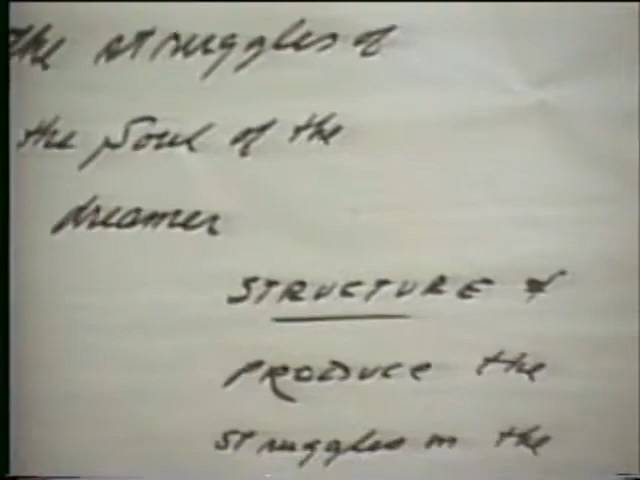 the struggles of
the Soul of the
dreamer
STRUCTURE &
PRODUCE the
struggles in the